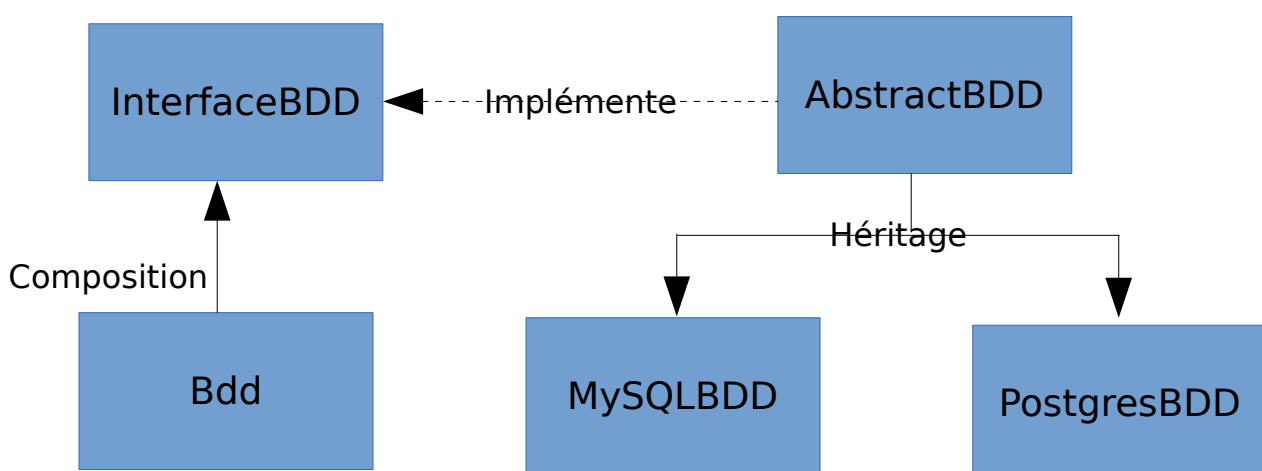 InterfaceBDD
Implémente
AbstractBDD
Héritage
Composition
Bdd
MySQLBDD
PostgresBDD